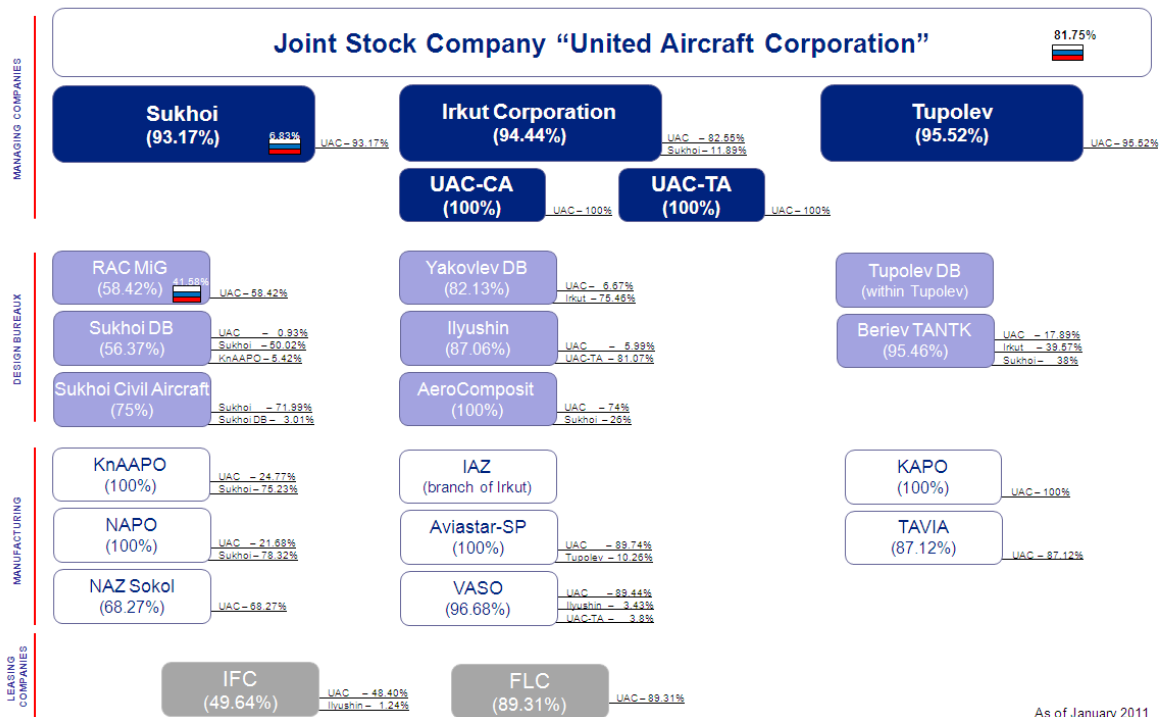 MANAGING COMPANIES
Joint Stock Company “United Aircraft Corporation”
81.75%
Sukhoi
(93.17%)
6.83%
UAC – 93.17%
Irkut Corporation
(94.44%)
UAC – 82.55%
Sukhoi – 11.89%
Tupolev
(95.52%)
UAC – 95.52%
UAC-CA
(100%)
UAC – 100%
UAC-TA
(100%)
UAC – 100%
DESIGN BUREAUX
RAC MiG
(58.42%)
41.58%
UAC – 58.42%
Yakovlev DB
(82.13%)
UAC – 6.67%
Irkut – 75.46%
Tupolev DB
(within Tupolev)
Sukhoi DB
(56.37%)
UAC – 0.93%
Sukhoi – 50.02%
KnAAPO – 5.42%
Ilyushin
(87.06%)
UAC – 5.99%
UAC-TA – 81.07%
Beriev TANTK
(95.46%)
UAC – 17.89%
Irkut – 39.57%
Sukhoi – 38%
Sukhoi Civil Aircraft
(75%)
Sukhoi – 71.99%
Sukhoi DB – 3.01%
AeroComposit
(100%)
UAC – 74%
Sukhoi – 26%
MANUFACTURING
KnAAPO
(100%)
UAC – 24.77%
Sukhoi – 75.23%
IAZ
(branch of Irkut)
KAPO
(100%)
UAC – 100%
NAPO
(100%)
UAC – 21.68%
Sukhoi – 78.32%
Aviastar-SP
(100%)
UAC – 89.74%
Tupolev – 10.26%
TAVIA
(87.12%)
UAC – 87.12%
NAZ Sokol
(68.27%)
UAC – 68.27%
VASO
(96.68%)
UAC – 89.44%
Ilyushin – 3.43%
UAC-TA – 3.8%
LEASING COMPANIES
IFC
(49.64%)
UAC – 48.40%
Ilyushin – 1.24%
FLC
(89.31%)
UAC – 89.31%
As of January 2011